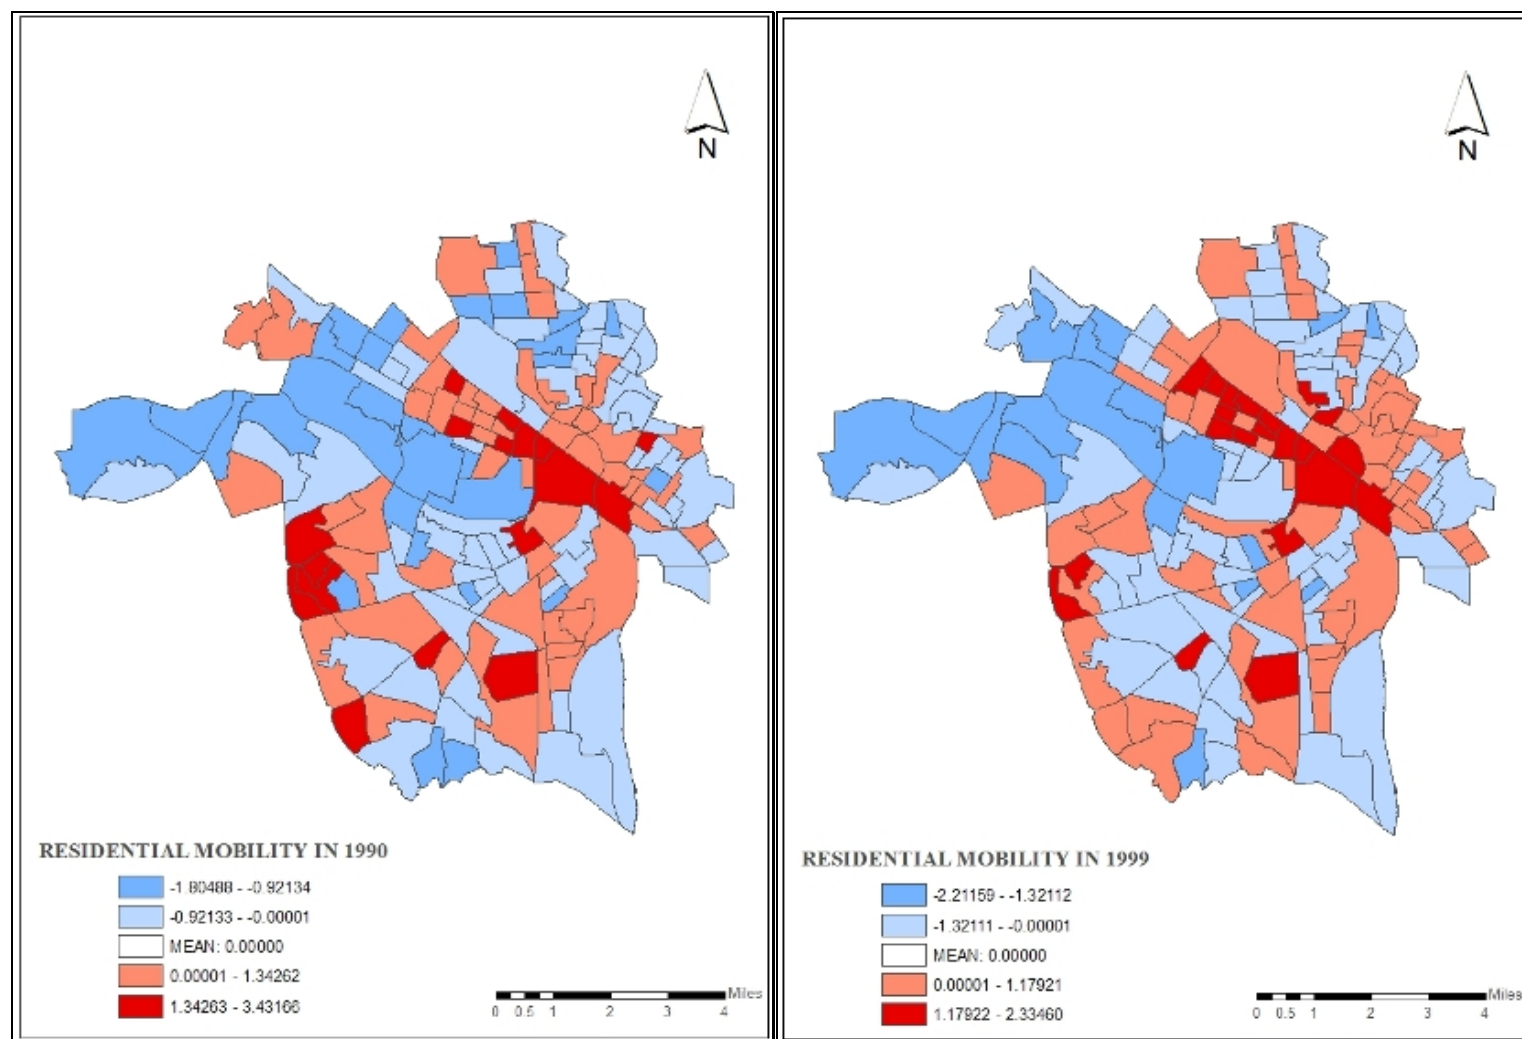 N
RESIDENTIAL MOBILITY IN 1990
-1.80488 - -0.92134
-0.92133 - -0.00001
MEAN: 0.00000
0.00001 - 1.34262
1.34263 - 3.43166
Miles
0 0.5 1 2 3 4
N
RESIDENTIAL MOBILITY IN 1999
-2.21159 - -1.32112
-1.32111 - -0.00001
MEAN: 0.00000
0.00001 - 1.17921
1.17922 - 2.33460
Miles
0 0.5 1 2 3 4